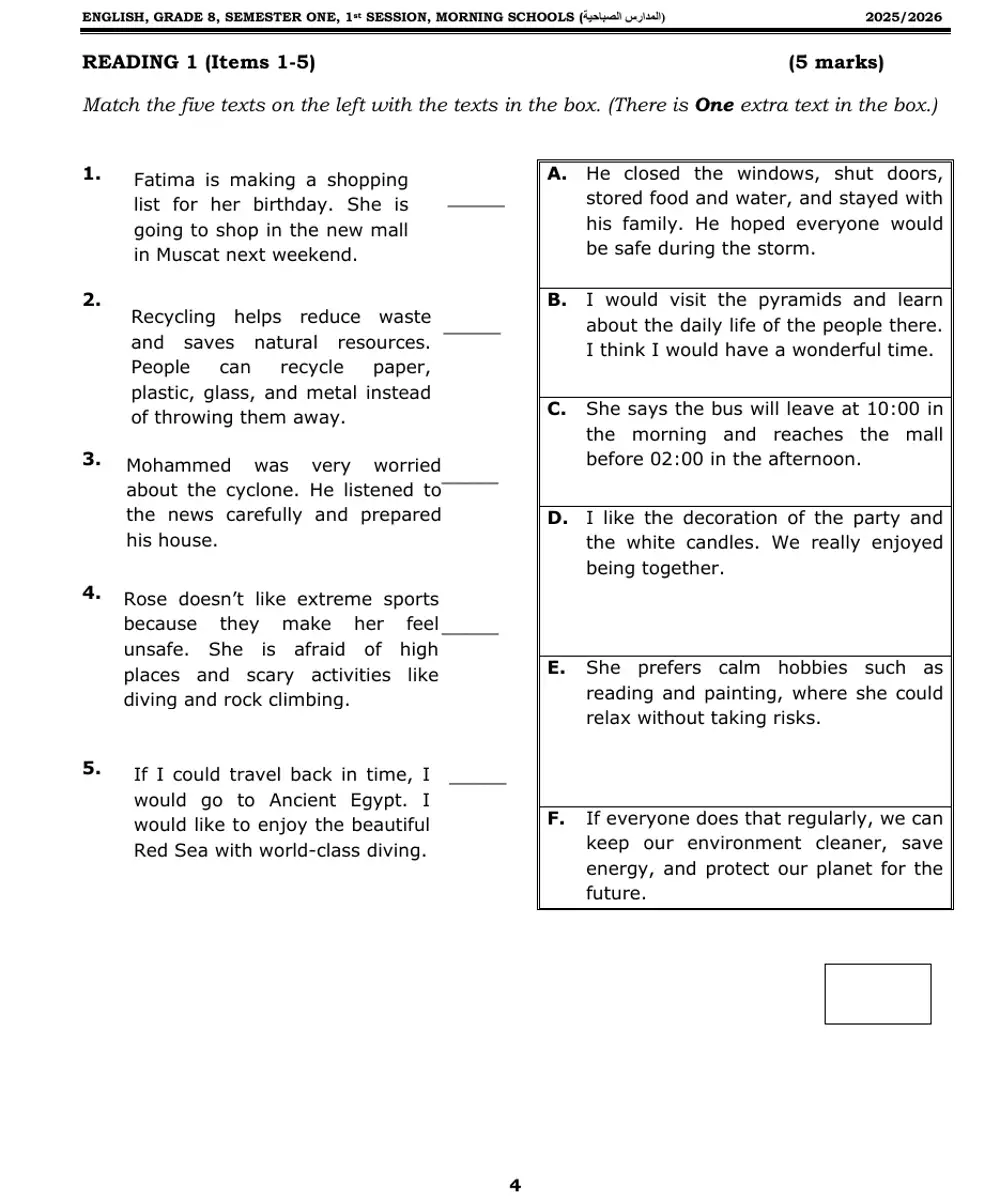 ENGLISH, GRADE 8, SEMESTER ONE, 1st SESSION, MORNING SCHOOLS (المدارس الصباحية) 2025/2026
READING 1 (Items 1-5) (5 marks)
Match the five texts on the left with the texts in the box. (There is One extra text in the box.)
1.
Fatima is making a shopping
list for her birthday. She is
going to shop in the new mall
in Muscat next weekend.
2.
Recycling helps reduce waste
and saves natural resources.
People can recycle paper,
plastic, glass, and metal instead
of throwing them away.
3.
Mohammed was very worried
about the cyclone. He listened to
the news carefully and prepared
his house.
4.
Rose doesn’t like extreme sports
because they make her feel
unsafe. She is afraid of high
places and scary activities like
diving and rock climbing.
5.
If I could travel back in time, I
would go to Ancient Egypt. I
would like to enjoy the beautiful
Red Sea with world-class diving.
A. He closed the windows, shut doors,
stored food and water, and stayed with
his family. He hoped everyone would
be safe during the storm.
B. I would visit the pyramids and learn
about the daily life of the people there.
I think I would have a wonderful time.
C. She says the bus will leave at 10:00 in
the morning and reaches the mall
before 02:00 in the afternoon.
D. I like the decoration of the party and
the white candles. We really enjoyed
being together.
E. She prefers calm hobbies such as
reading and painting, where she could
relax without taking risks.
F. If everyone does that regularly, we can
keep our environment cleaner, save
energy, and protect our planet for the
future.
4